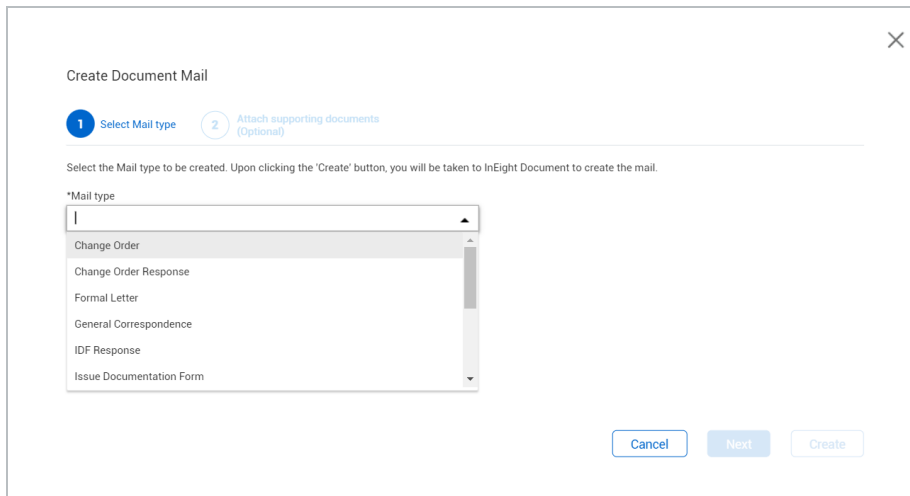 Create Document Mail
1 Select Mail type 2 Attach supporting documents
(Optional)
Select the Mail type to be created. Upon clicking the 'Create' button, you will be taken to InEight Document to create the mail.
*Mail type
Change Order
Change Order Response
Formal Letter
General Correspondence
IDF Response
Issue Documentation Form
Cancel Next Create